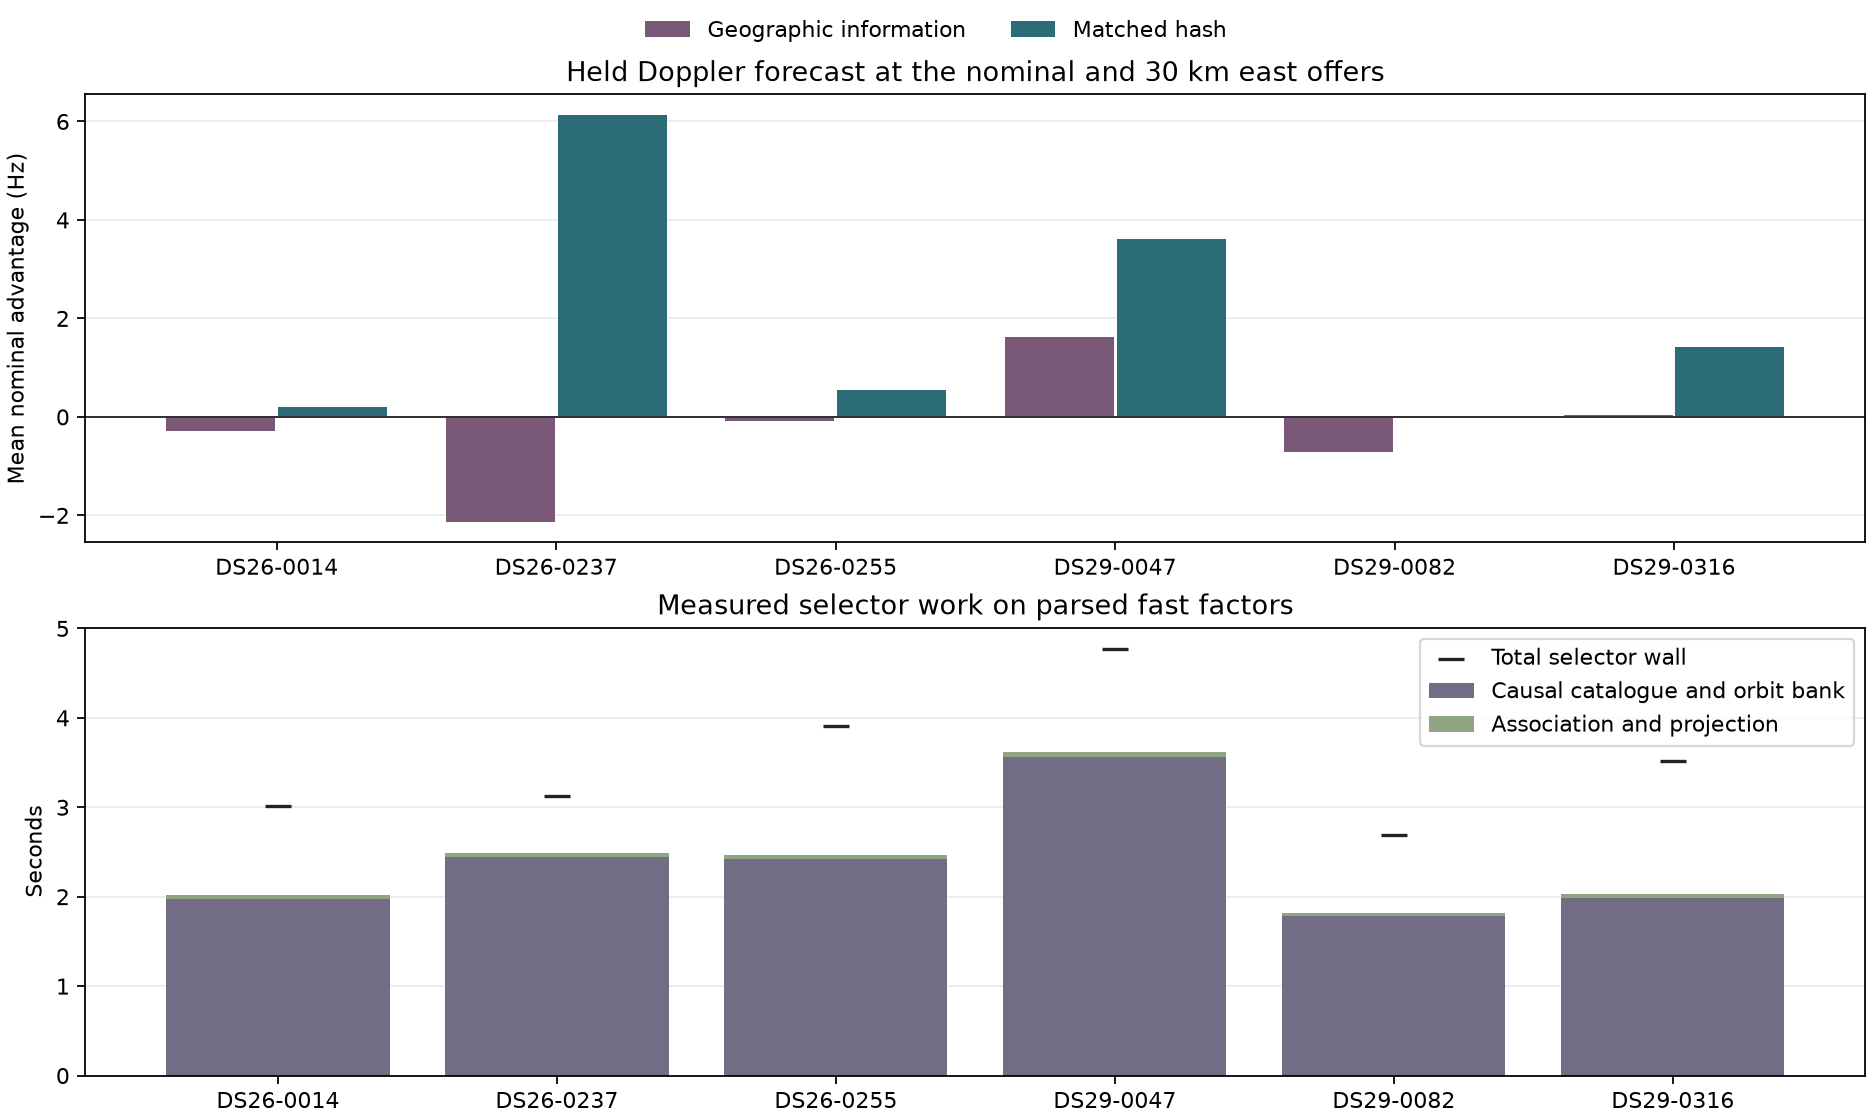 Geographic information
Matched hash
Held Doppler forecast at the nominal and 30 km east offers
Mean nominal advantage (Hz)
6
4
2
0
−2
DS26-0014
DS26-0237
DS26-0255
DS29-0047
DS29-0082
DS29-0316
Measured selector work on parsed fast factors
Seconds
5
4
3
2
1
0
Total selector wall
Causal catalogue and orbit bank
Association and projection
DS26-0014
DS26-0237
DS26-0255
DS29-0047
DS29-0082
DS29-0316